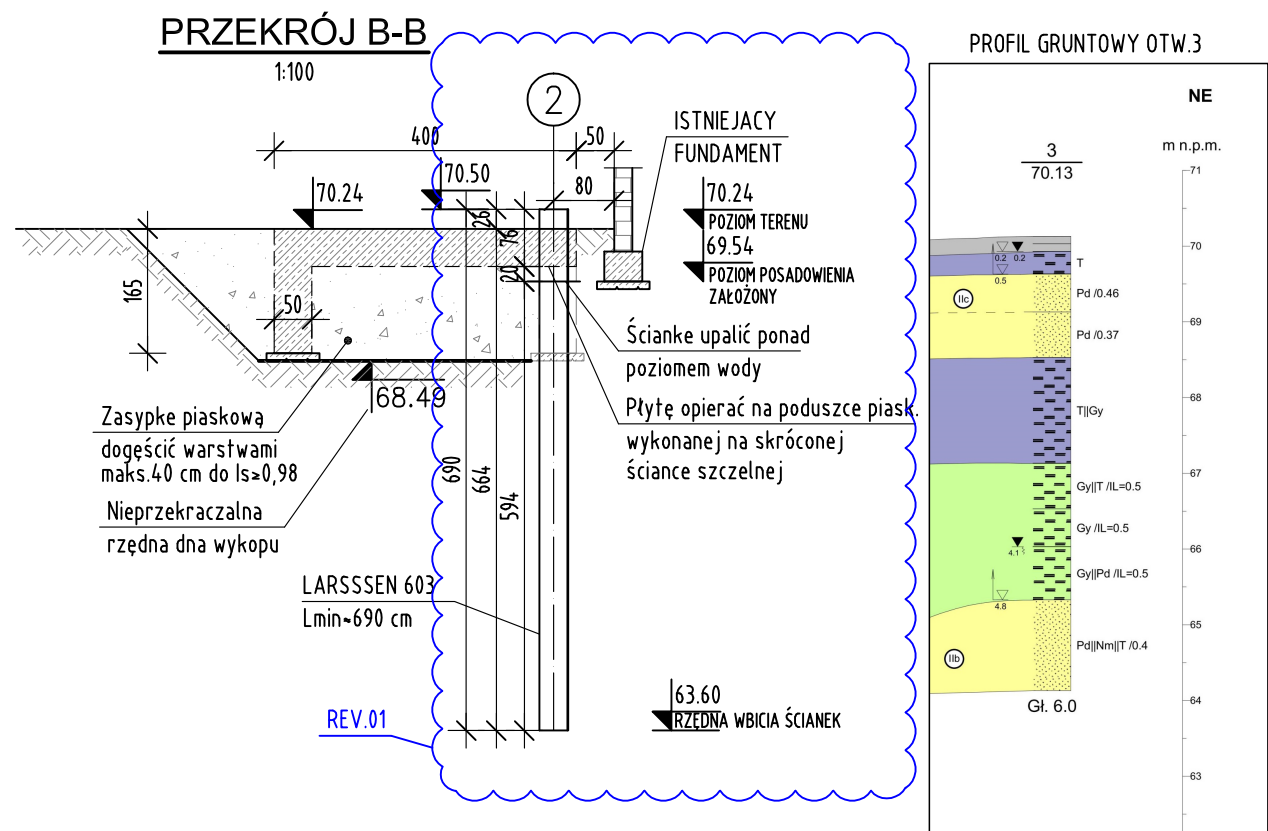 PRZEKRÓJ B-B
1:100
2
400
50
ISTNIEJACY
FUNDAMENT
70.24
70.50
80
26
76
20
70.24
POZIOM TERENU
69.54
POZIOM POSADOWIENIA
ZAŁOŻONY
165
50
68.49
Ścianke upalić ponad
poziomem wody
Płytę opierać na poduszce piask.
wykonanej na skróconej
ściance szczelnej
Zasypke piaskową
dogęścić warstwami
maks.40 cm do Is≥0,98
Nieprzekraczalna
rzędna dna wykopu
690
664
594
LARSSSEN 603
Lmin≈690 cm
REV.01
63.60
RZĘDNA WBICIA ŚCIANEK
PROFIL GRUNTOWY OTW.3
NE
m n.p.m.
3
70.13
71
70
69
68
67
66
65
64
63
0.2
0.2
0.5
T
IIc
Pd /0.46
Pd /0.37
T||Gy
Gy||T /IL=0.5
Gy /IL=0.5
4.1
Gy||Pd /IL=0.5
4.8
IIb
Pd||Nm||T /0.4
Gł. 6.0